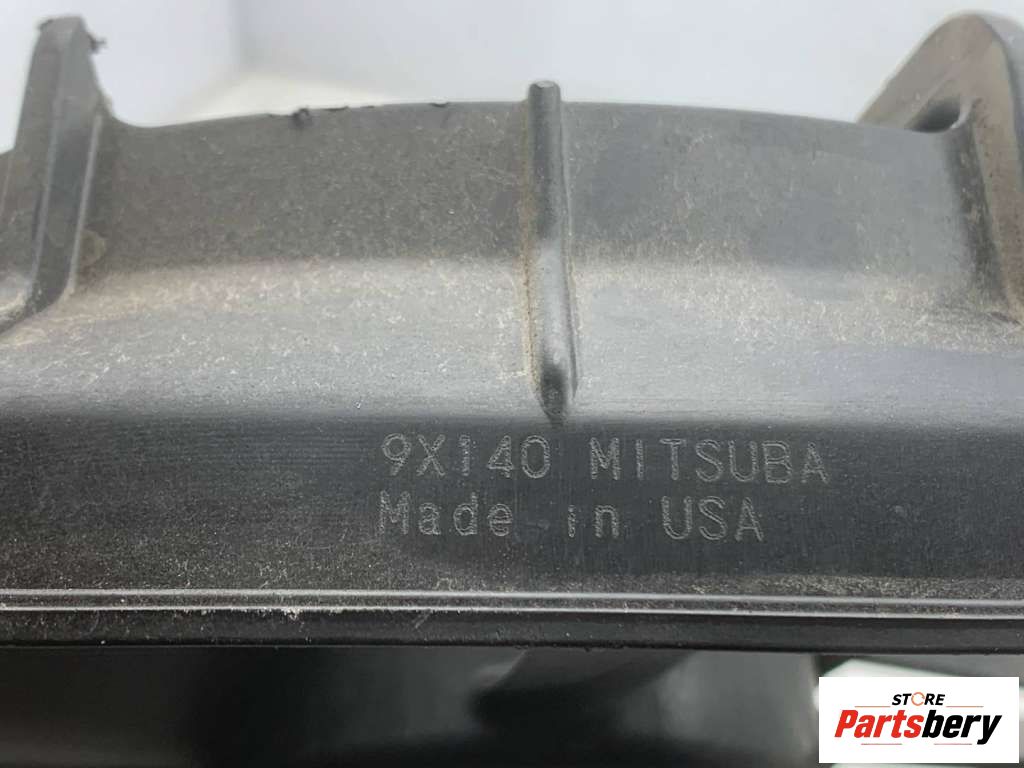 9X140 MITSUBA
Made in USA
STORE
Partsbery